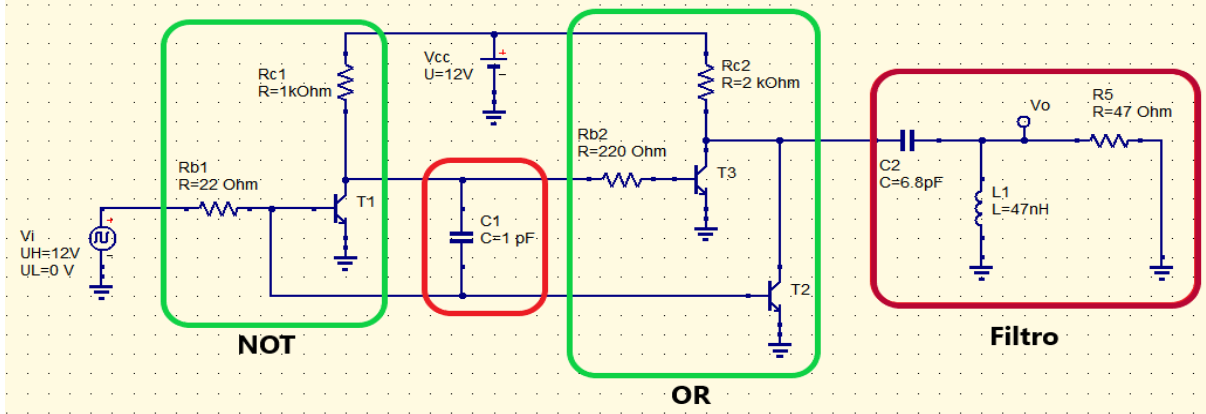 Rc1
R=1kOhm
Vcc
U=12V
Rc2
R=2 kOhm
Vo
R5
R=47 Ohm
Rb2
R=220 Ohm
Rb1
R=22 Ohm
T1
T3
C2
C=6.8pF
L1
L=47nH
C1
C=1 pF
Vi
UH=12V
UL=0 V
T2
NOT
Filtro
OR